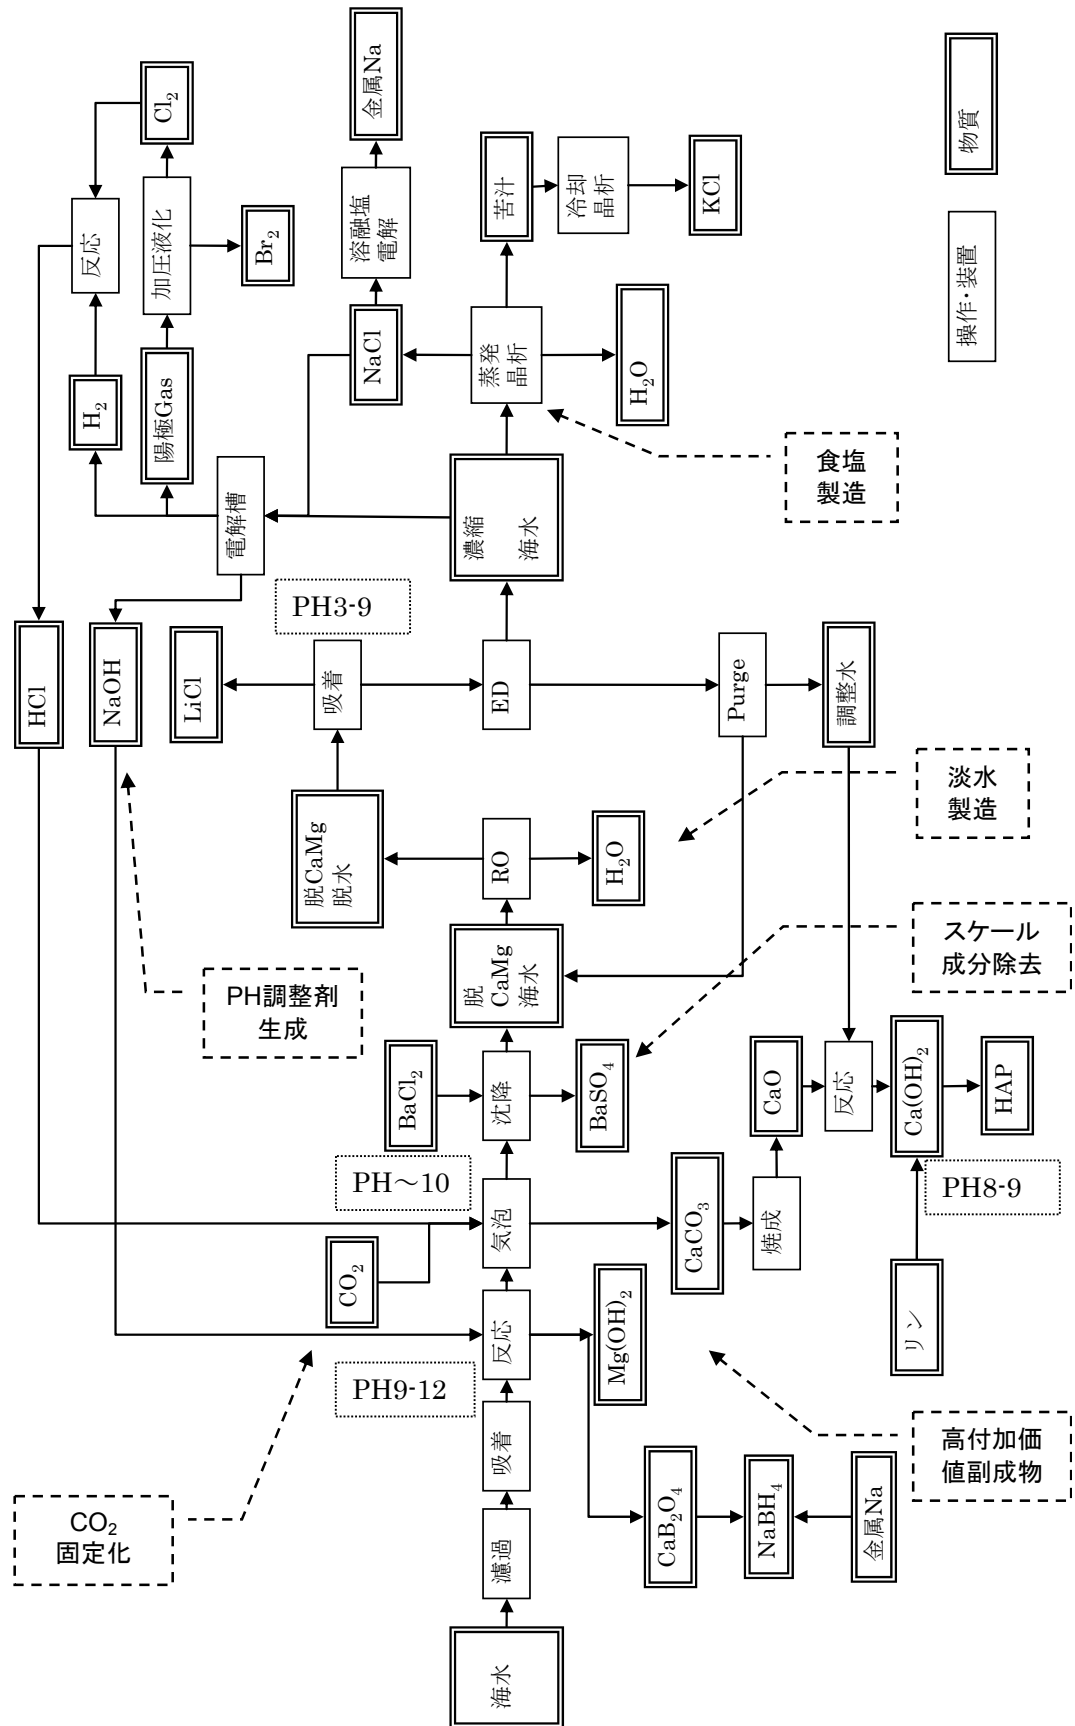 HCl
NaOH
LiCl
反応
Cl₂
H₂
加圧液化
陽極Gas
Br₂
電解槽
PH3-9
吸着
脱CaMg
脱水
溶融塩
電解
金属Na
NaCl
濃縮
海水
蒸発
晶析
苦汁
冷却
晶析
KCl
H₂O
食塩
製造
物質
操作・装置
ED
Purge
調整水
RO
H₂O
淡水
製造
脱
CaMg
海水
PH調整剤
生成
BaCl₂
沈降
BaSO₄
スケール
成分除去
PH～10
CO₂
気泡
CaCO₃
焼成
CaO
反応
Ca(OH)₂
HAP
PH8-9
リン
反応
Mg(OH)₂
PH9-12
吸着
濾過
海水
CaB₂O₄
NaBH₄
金属Na
高付加価
値副成物
CO₂
固定化